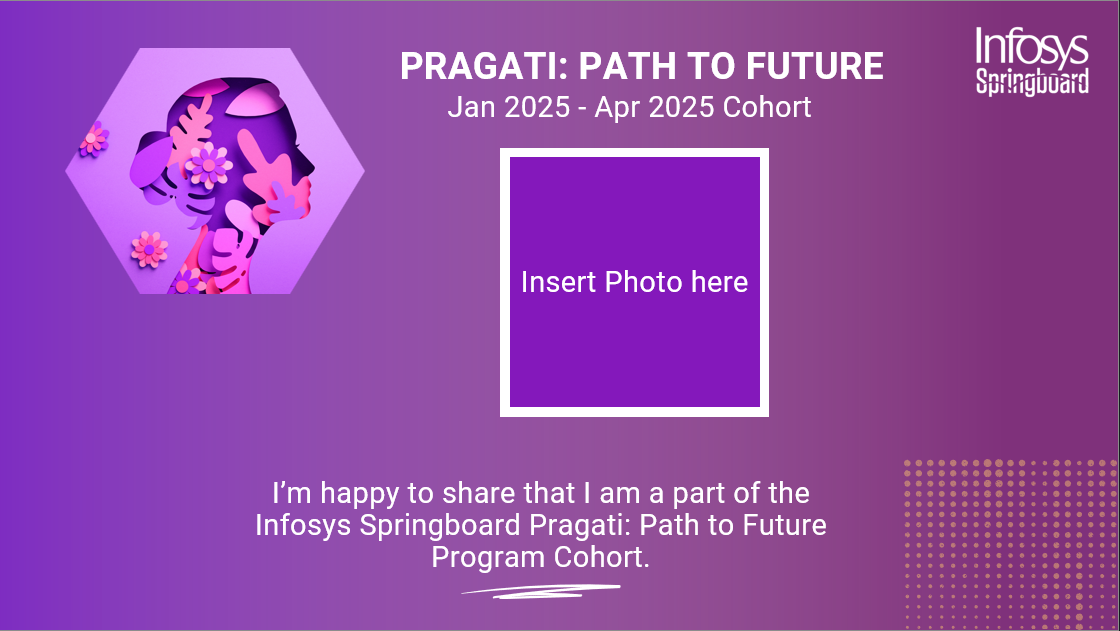 PRAGATI: PATH TO FUTURE
Jan 2025 - Apr 2025 Cohort
Infosys
Springboard
Insert Photo here
I’m happy to share that I am a part of the
Infosys Springboard Pragati: Path to Future
Program Cohort.